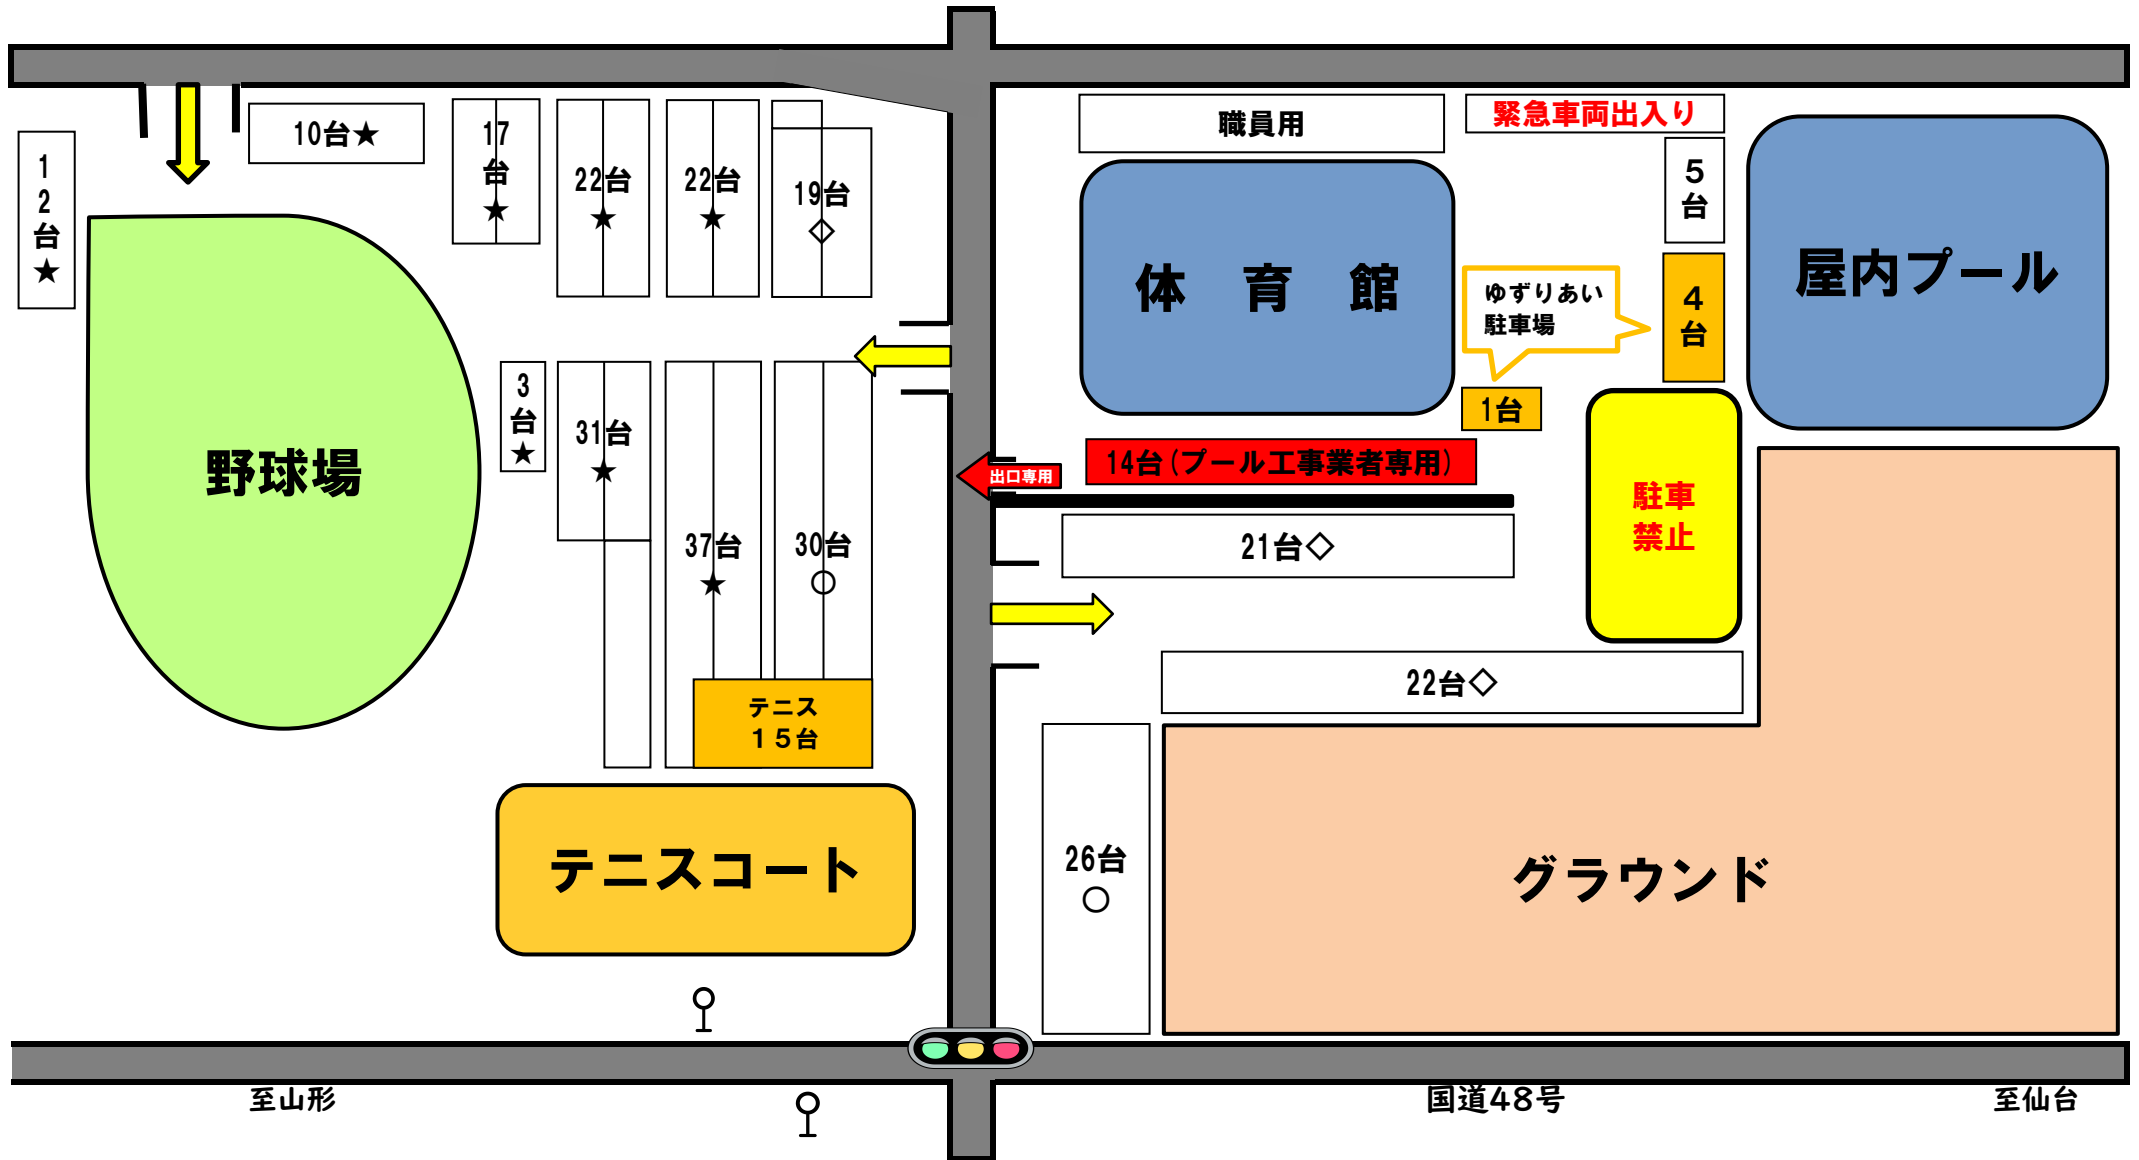 10台★
17
台
★
22台
★
22台
★
19台
◇
1
2
台
★
職員用
緊急車両出入り
5
台
体 育 館
屋内プール
ゆずりあい
駐車場
4
台
1台
3
台
★
31台
★
野球場
14台(プール工事業者専用)
出口専用
駐車
禁止
37台
★
30台
○
21台◇
22台◇
テニス
15台
テニスコート
26台
○
グラウンド
至山形
国道48号
至仙台